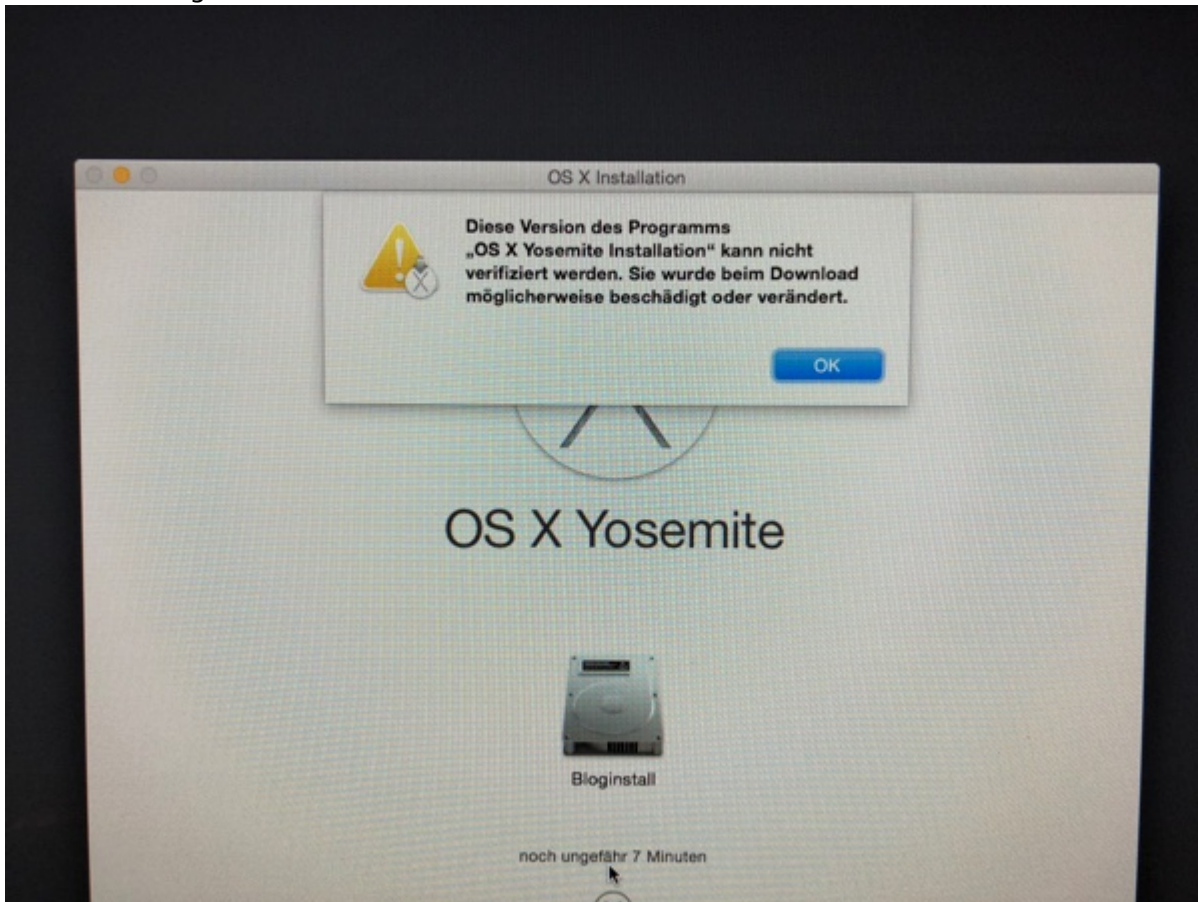 OS X Installation
Diese Version des Programms
„OS X Yosemite Installation“ kann nicht
verifiziert werden. Sie wurde beim Download
möglicherweise beschädigt oder verändert.
OK
OS X Yosemite
Bloginstall
noch ungefähr 7 Minuten